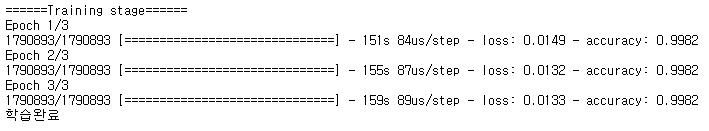 ======Training stage======
Epoch 1/3
1790893/1790893 [==============================] - 151s 84us/step - loss: 0.0149 - accuracy: 0.9982
Epoch 2/3
1790893/1790893 [==============================] - 155s 87us/step - loss: 0.0132 - accuracy: 0.9982
Epoch 3/3
1790893/1790893 [==============================] - 159s 89us/step - loss: 0.0133 - accuracy: 0.9982
학습완료